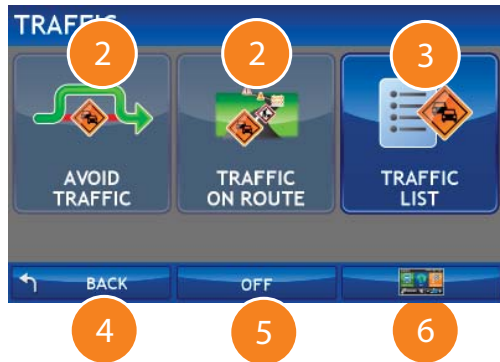 TRAFFIC
2
2
3
AVOID
TRAFFIC
TRAFFIC
ON ROUTE
TRAFFIC
LIST
BACK
OFF
4
5
6